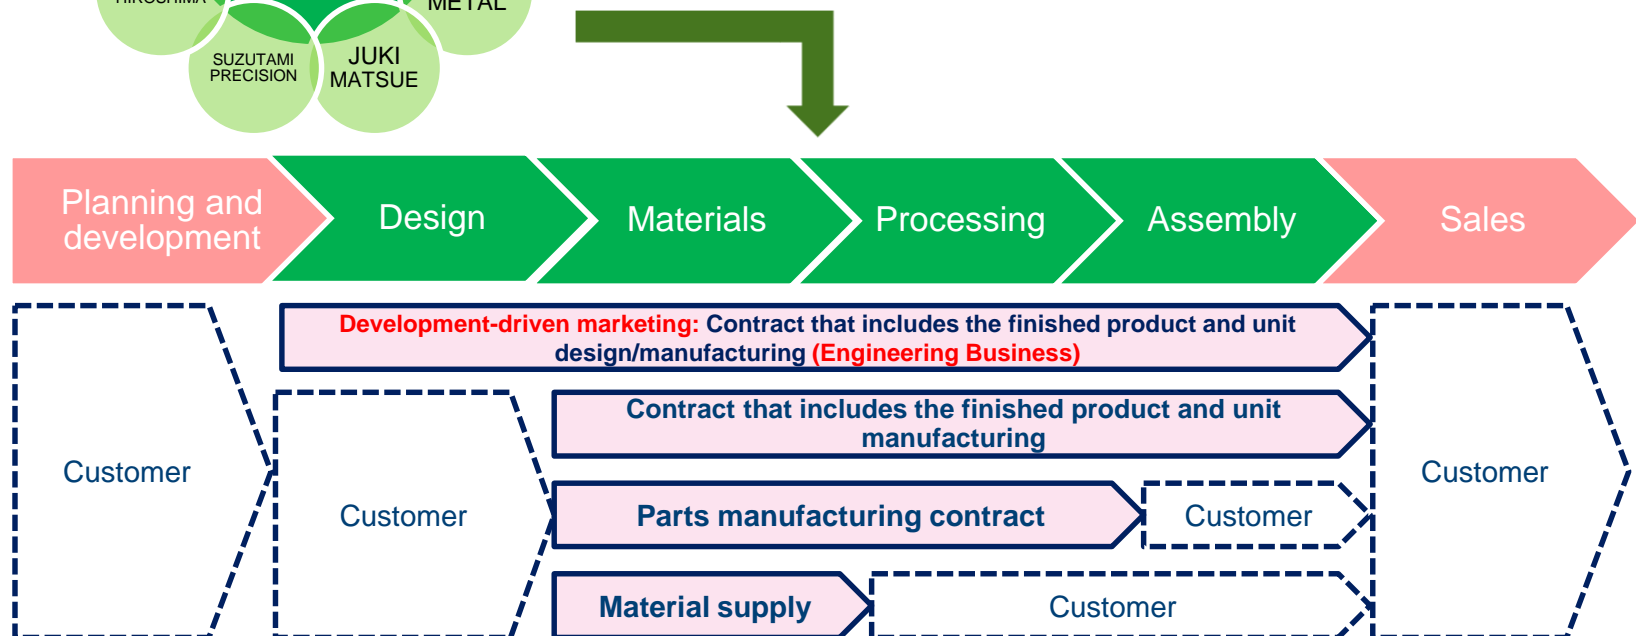 HIROSHIMA
METAL
SUZUTAMI
PRECISION
JUKI
MATSUE
Planning and
development
Design
Materials
Processing
Assembly
Sales
Development-driven marketing: Contract that includes the finished product and unit
design/manufacturing (Engineering Business)
Contract that includes the finished product and unit
manufacturing
Customer
Customer
Parts manufacturing contract
Customer
Customer
Material supply
Customer